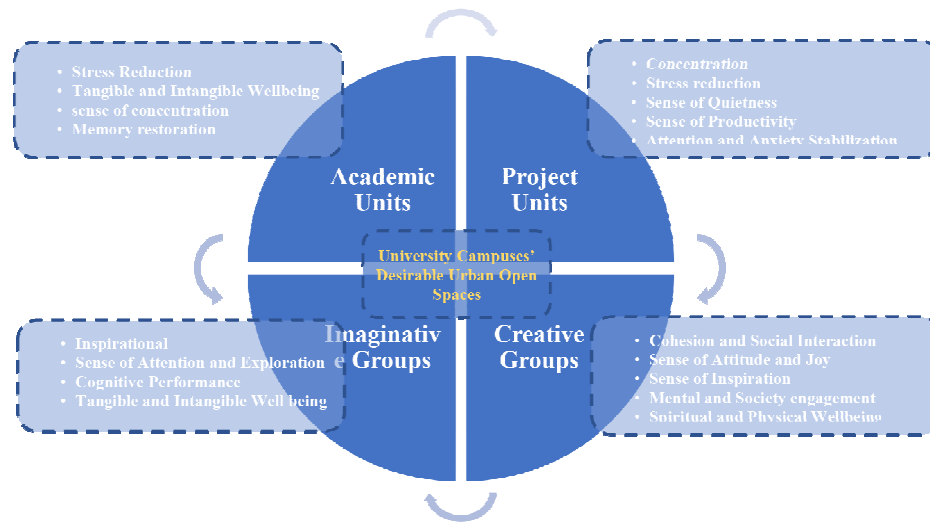 • Stress Reduction
• Tangible and Intangible Wellbeing
• sense of concentration
• Memory restoration
• Concentration
• Stress reduction
• Sense of Quietness
• Sense of Productivity
• Attention and Anxiety Stabilization
Academic
Units
Project
Units
University Campuses’
Desirable Urban Open
Spaces
Imaginativ
e Groups
Creative
Groups
• Inspirational
• Sense of Attention and Exploration
• Cognitive Performance
• Tangible and Intangible Well being
• Cohesion and Social Interaction
• Sense of Attitude and Joy
• Sense of Inspiration
• Mental and Society engagement
• Spiritual and Physical Wellbeing